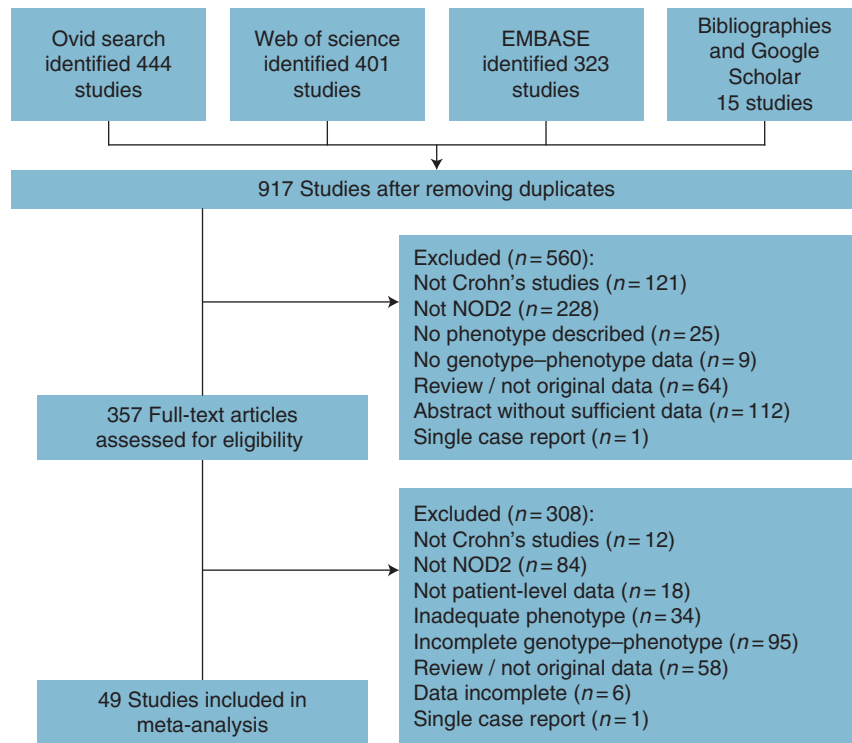 Ovid search
identified 444
studies
Web of science
identified 401
studies
EMBASE
identified 323
studies
Bibliographies
and Google
Scholar
15 studies
917 Studies after removing duplicates
Excluded (n = 560):
Not Crohn's studies (n = 121)
Not NOD2 (n = 228)
No phenotype described (n = 25)
No genotype–phenotype data (n = 9)
Review / not original data (n = 64)
Abstract without sufficient data (n = 112)
Single case report (n = 1)
357 Full-text articles
assessed for eligibility
Excluded (n = 308):
Not Crohn's studies (n = 12)
Not NOD2 (n = 84)
Not patient-level data (n = 18)
Inadequate phenotype (n = 34)
Incomplete genotype–phenotype (n = 95)
Review / not original data (n = 58)
Data incomplete (n = 6)
Single case report (n = 1)
49 Studies included in
meta-analysis